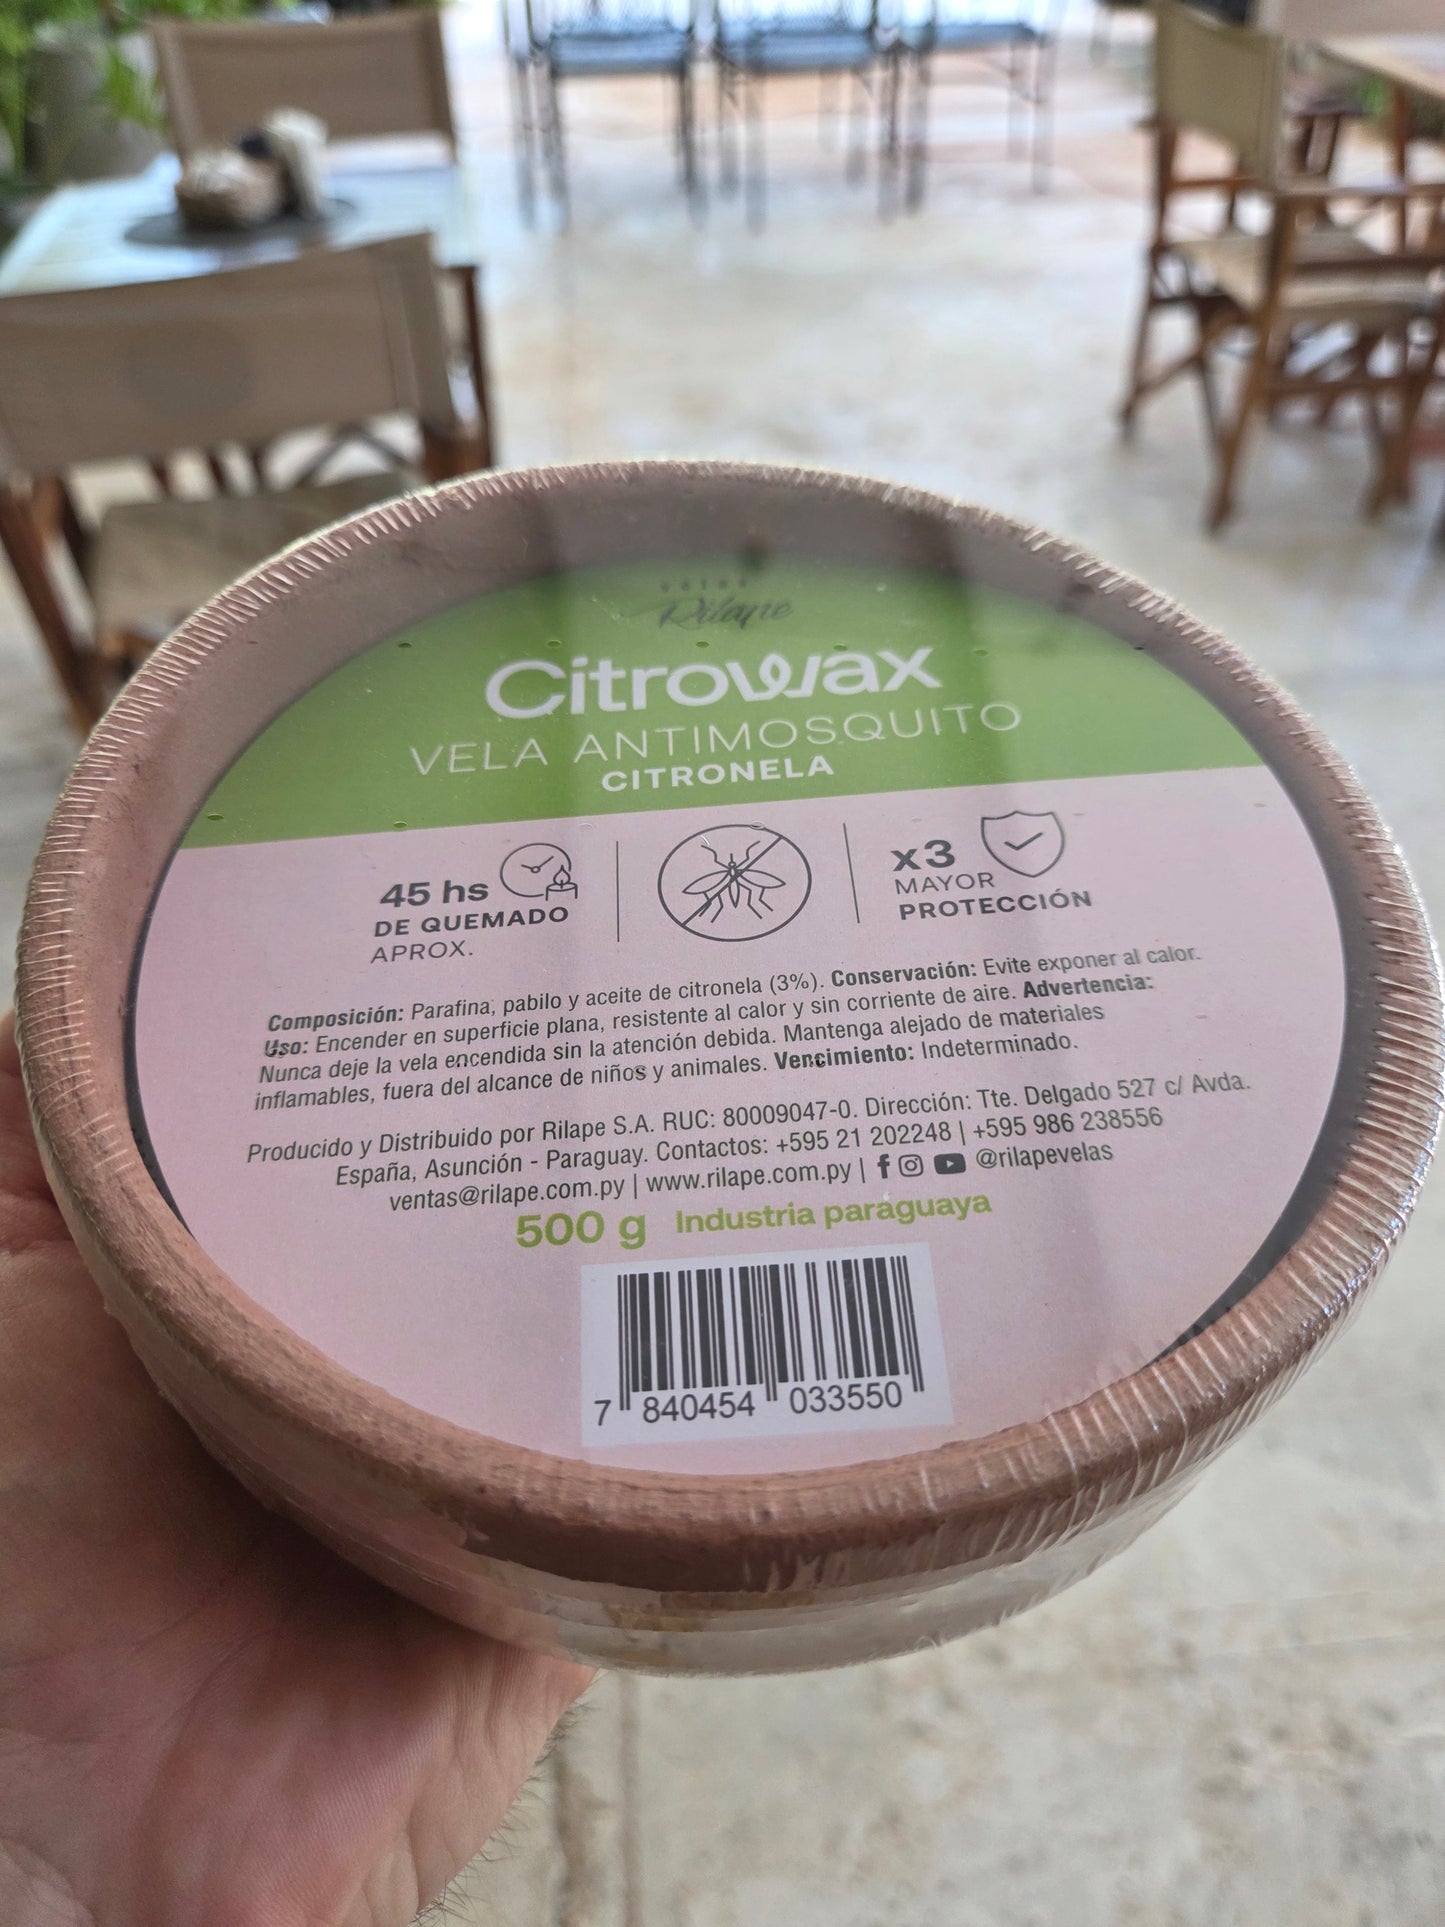 velas
Rilape
Citrowax
VELA ANTIMOSQUITO
CITRONELA
45 hs
DE QUEMADO
APROX.
x3
MAYOR
PROTECCIÓN
Composición: Parafina, pabilo y aceite de citronela (3%). Conservación: Evite exponer al calor.
Uso: Encender en superficie plana, resistente al calor y sin corriente de aire. Advertencia:
Nunca deje la vela encendida sin la atención debida. Mantenga alejado de materiales
inflamables, fuera del alcance de niños y animales. Vencimiento: Indeterminado.
Producido y Distribuido por Rilape S.A. RUC: 80009047-0. Dirección: Tte. Delgado 527 c/ Avda.
España, Asunción - Paraguay. Contactos: +595 21 202248 | +595 986 238556
ventas@rilape.com.py | www.rilape.com.py | f @rilapevelas
500 g Industria paraguaya
7 840454 033550